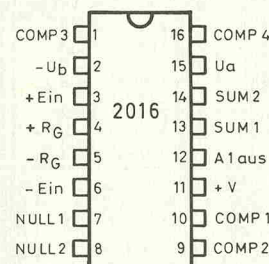 COMP3 1 16 COMP4
-Ub 2 15 Ua
+Ein 3 14 SUM2
2016
+RG 4 13 SUM1
-RG 5 12 A1aus
-Ein 6 11 +V
NULL1 7 10 COMP1
NULL2 8 9 COMP2